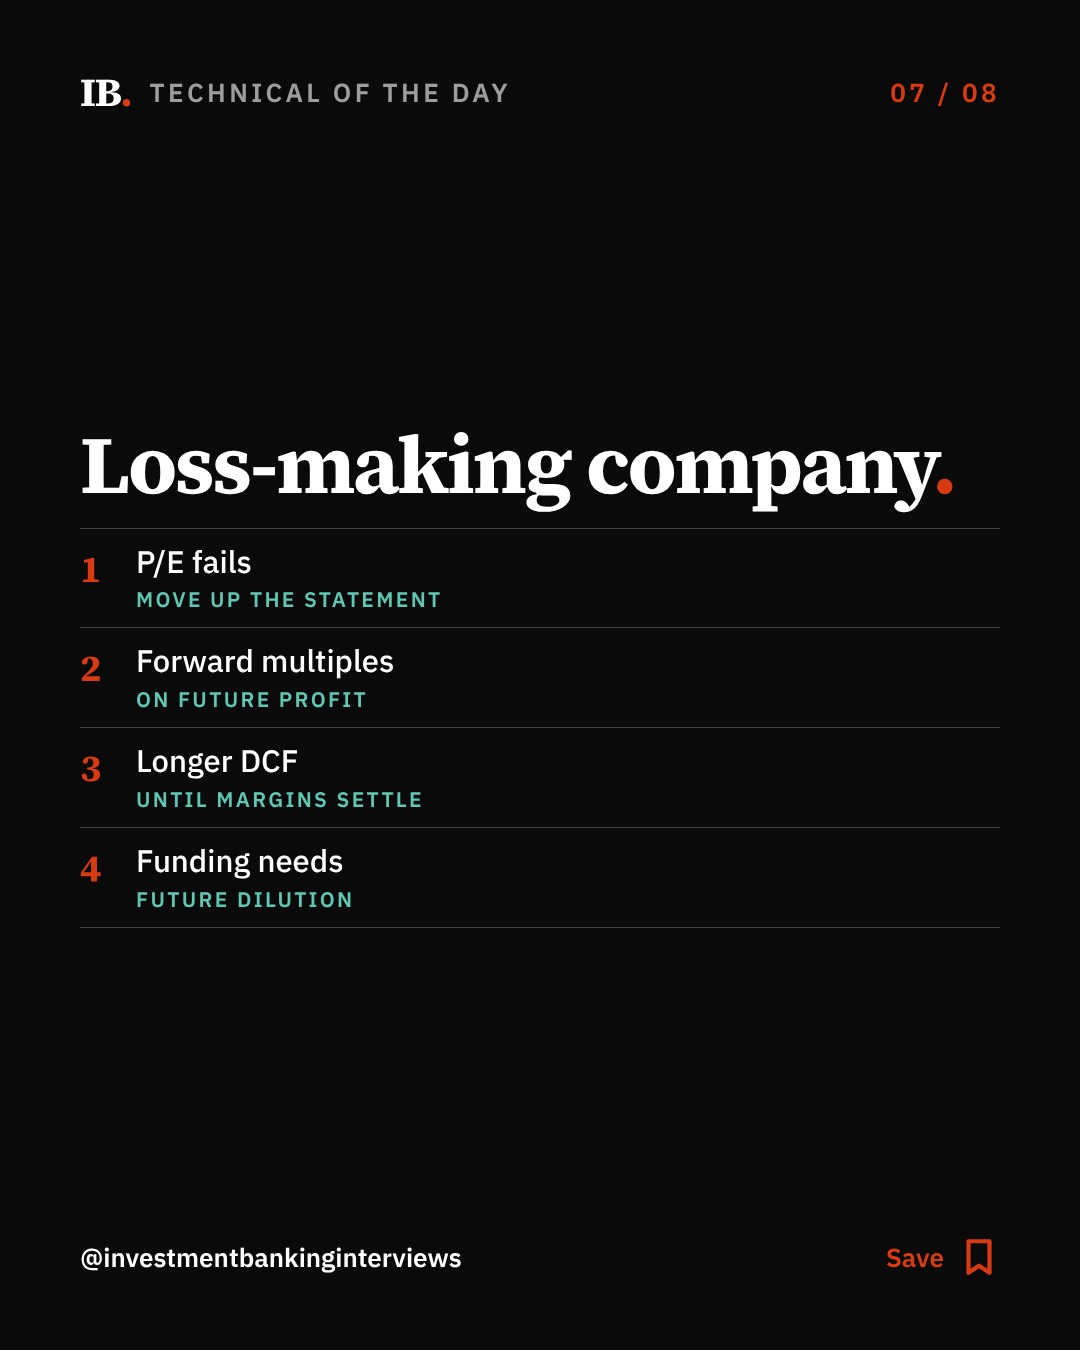 IB. TECHNICAL OF THE DAY 07 / 08
Loss-making company.
1 P/E fails
MOVE UP THE STATEMENT
2 Forward multiples
ON FUTURE PROFIT
3 Longer DCF
UNTIL MARGINS SETTLE
4 Funding needs
FUTURE DILUTION
@investmentbankinginterviews Save